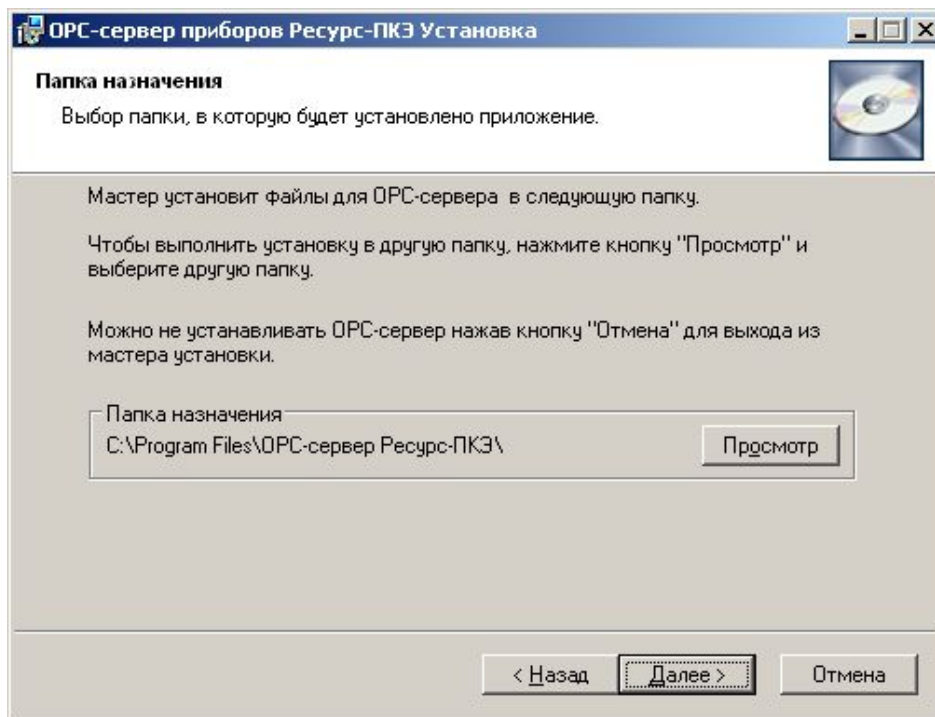 ОРС-сервер приборов Ресурс-ПКЭ Установка
Папка назначения
Выбор папки, в которую будет установлено приложение.
Мастер установит файлы для ОРС-сервера в следующую папку.
Чтобы выполнить установку в другую папку, нажмите кнопку "Просмотр" и
выберите другую папку.
Можно не устанавливать ОРС-сервер нажав кнопку "Отмена" для выхода из
мастера установки.
Папка назначения
C:\Program Files\ОРС-сервер Ресурс-ПКЭ\
Просмотр
< Назад
Далее >
Отмена